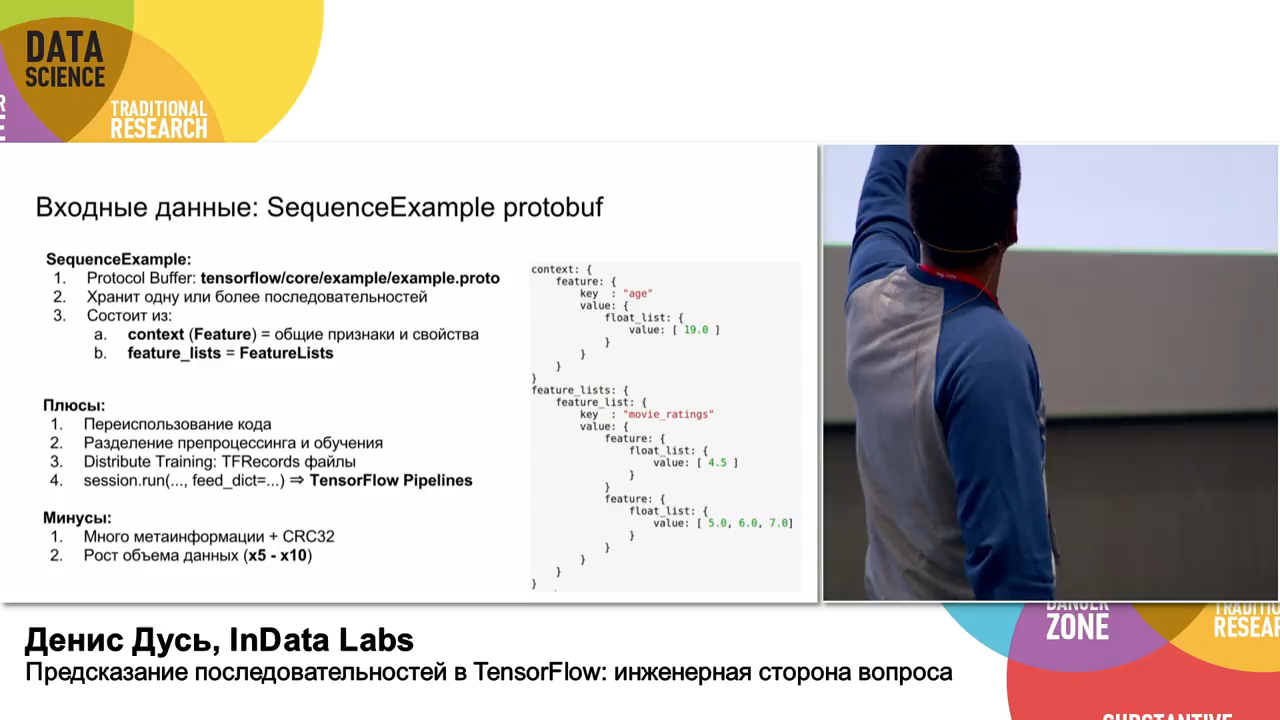 DATA
SCIENCE
TRADITIONAL
RESEARCH
Входные данные: SequenceExample protobuf
SequenceExample:
1. Protocol Buffer: tensorflow/core/example/example.proto
2. Хранит одну или более последовательностей
3. Состоит из:
a. context (Feature) = общие признаки и свойства
b. feature_lists = FeatureLists
Плюсы:
1. Переиспользование кода
2. Разделение препроцессинга и обучения
3. Distribute Training: TFRecords файлы
4. session.run(..., feed_dict=...) ⇒ TensorFlow Pipelines
Минусы:
1. Много метаинформации + CRC32
2. Рост объема данных (x5 - x10)
context: {
feature: {
key : "age"
value: {
float_list: {
value: [ 19.0 ]
}
}
}
}
feature_lists: {
feature_list: {
key : "movie_ratings"
value: {
feature: {
float_list: {
value: [ 4.5 ]
}
}
feature: {
float_list: {
value: [ 5.0, 6.0, 7.0]
}
}
}
}
}
DANGER
ZONE
TRADITI
RESEAR
SUBSTANTIVE
Денис Дусь, InData Labs
Предсказание последовательностей в TensorFlow: инженерная сторона вопроса